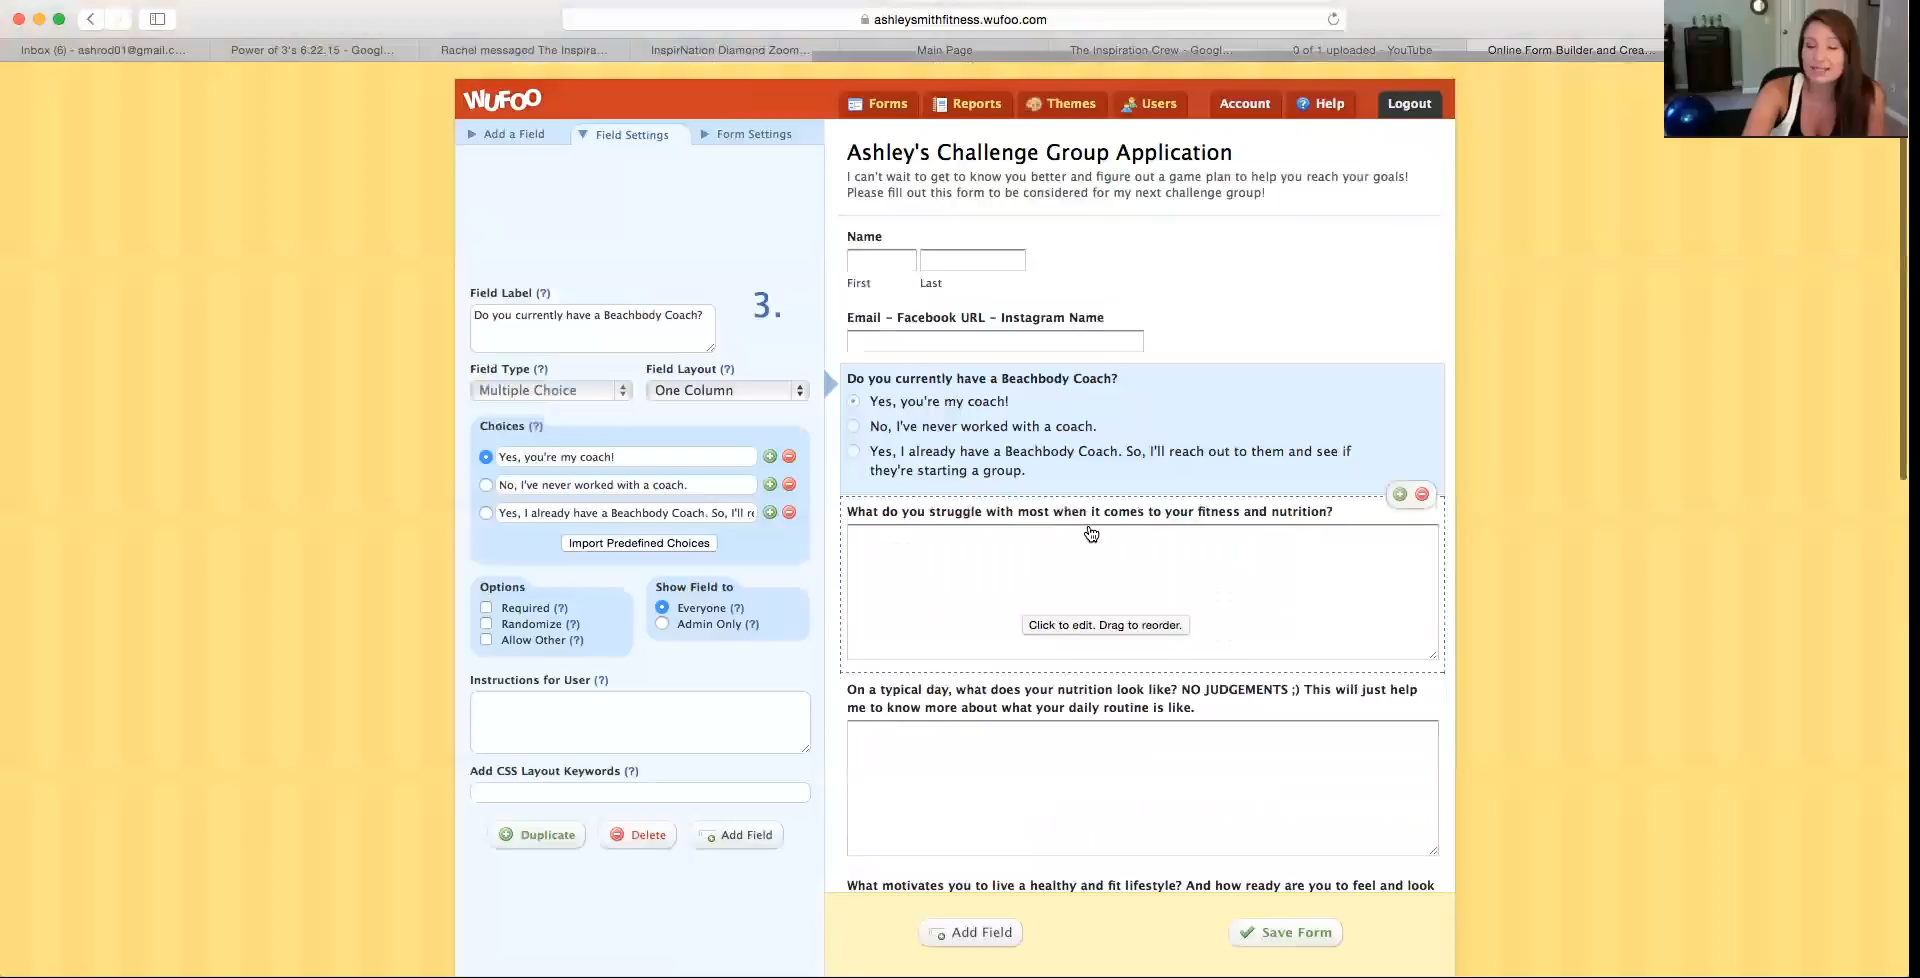 ashleysmithfitness.wufoo.com
Inbox (6) - ashrod01@gmail.c...
Power of 3's 6.22.15 - Googl...
Rachel messaged The Inspira...
InspirNation Diamond Zoom...
Main Page
The Inspiration Crew - Googl...
0 of 1 uploaded - YouTube
Online Form Builder and Crea...
WUFOO
Forms
Reports
Themes
Users
Account
Help
Logout
Add a Field
Field Settings
Form Settings
Field Label (?)
Do you currently have a Beachbody Coach?
3.
Field Type (?)
Field Layout (?)
Multiple Choice
One Column
Choices (?)
Yes, you're my coach!
No, I've never worked with a coach.
Yes, I already have a Beachbody Coach. So, I'll re
Import Predefined Choices
Options
Required (?)
Randomize (?)
Allow Other (?)
Show Field to
Everyone (?)
Admin Only (?)
Instructions for User (?)
Add CSS Layout Keywords (?)
Duplicate
Delete
Add Field
Ashley's Challenge Group Application
I can't wait to get to know you better and figure out a game plan to help you reach your goals!
Please fill out this form to be considered for my next challenge group!
Name
First
Last
Email - Facebook URL - Instagram Name
Do you currently have a Beachbody Coach?
Yes, you're my coach!
No, I've never worked with a coach.
Yes, I already have a Beachbody Coach. So, I'll reach out to them and see if
they're starting a group.
What do you struggle with most when it comes to your fitness and nutrition?
Click to edit. Drag to reorder.
On a typical day, what does your nutrition look like? NO JUDGEMENTS ;) This will just help
me to know more about what your daily routine is like.
What motivates you to live a healthy and fit lifestyle? And how ready are you to feel and look
Add Field
Save Form